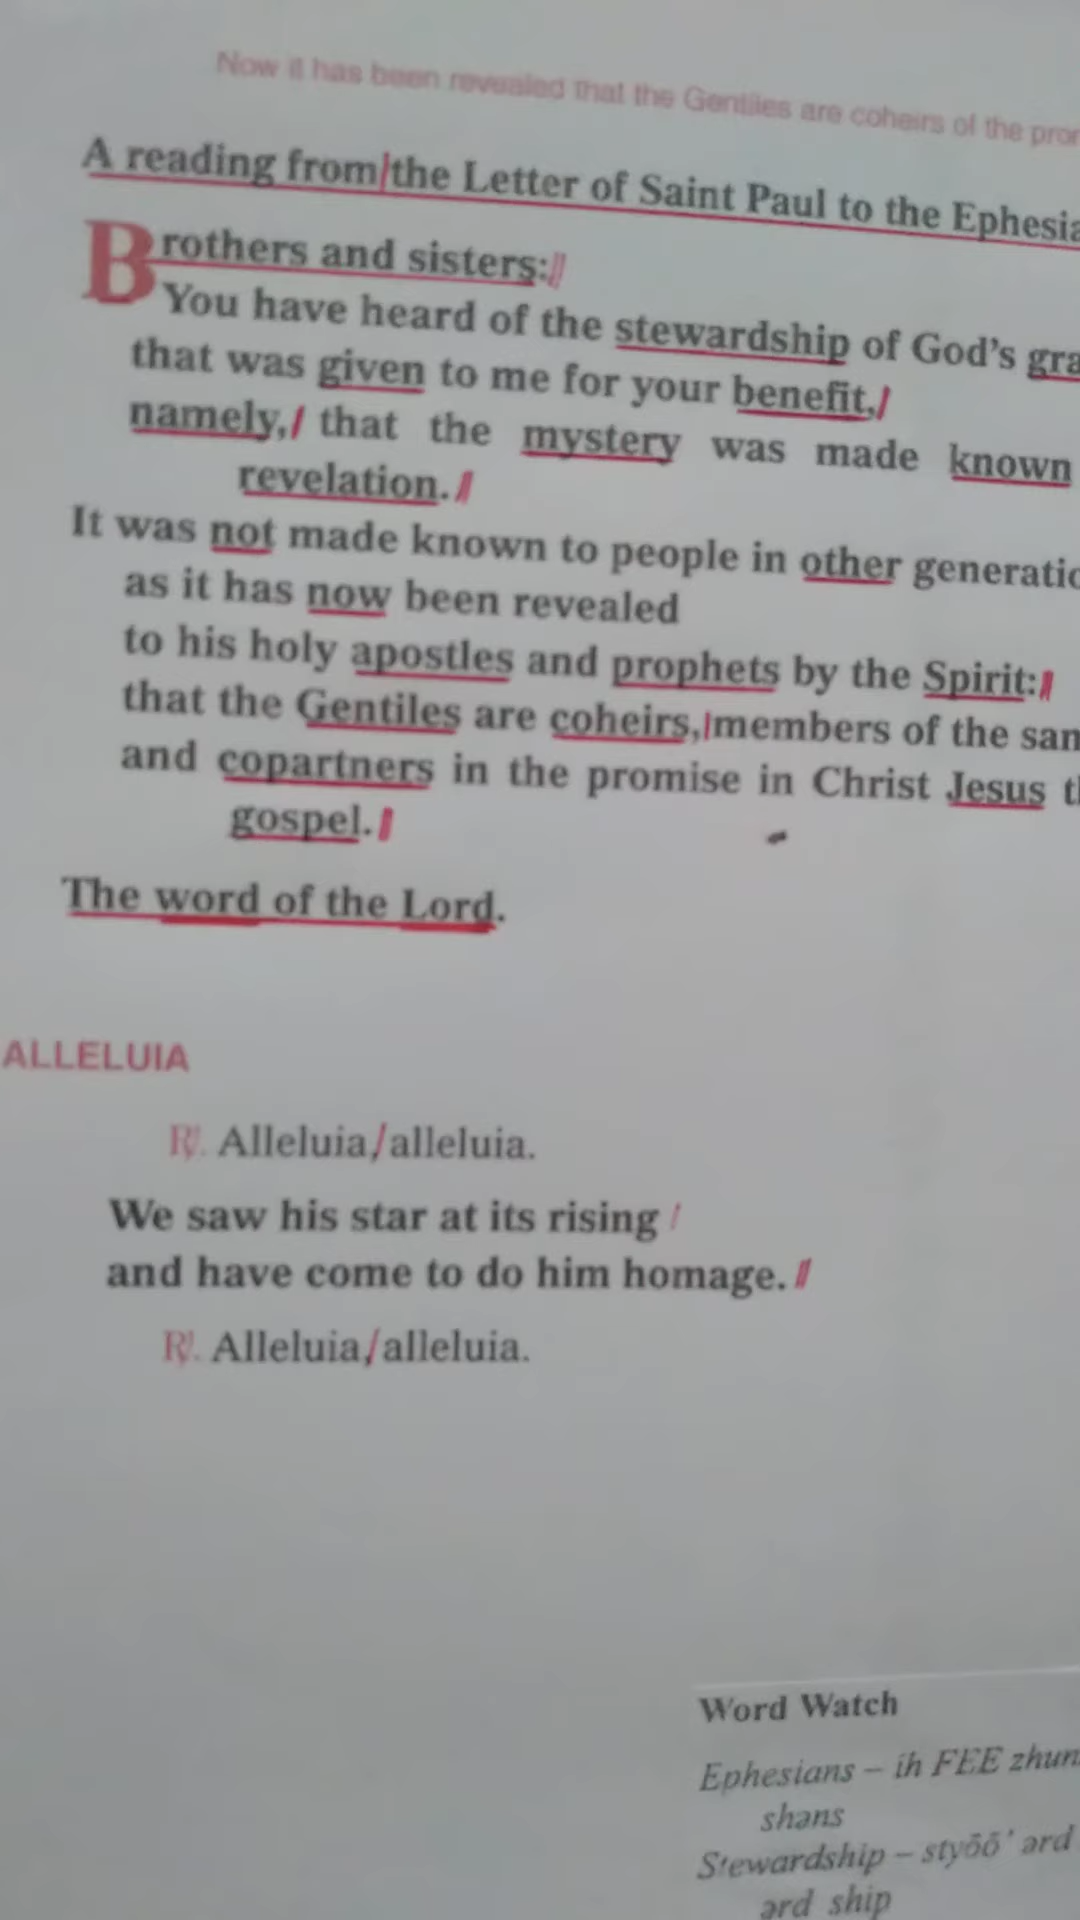 Now it has been revealed that the Gentiles are coheirs of the
A reading from the Letter of Saint Paul to the
Brothers and sisters:
You have heard of the stewardship of God's
that was given to me for your benefit,
namely, that the mystery was made known
revelation.
It was not made known to people in other
as it has now been revealed
to his holy apostles and prophets by the Spirit:
that the Gentiles are coheirs, members of the
and copartners in the promise in Christ Jesus
gospel.
The word of the Lord.
ALLELUIA
℟. Alleluia, alleluia.
We saw his star at its rising
and have come to do him homage.
℟. Alleluia, alleluia.
Word Watch
Ephesians – ih FEE zhun
shəns
Stewardship – styōō' ərd
ərd ship